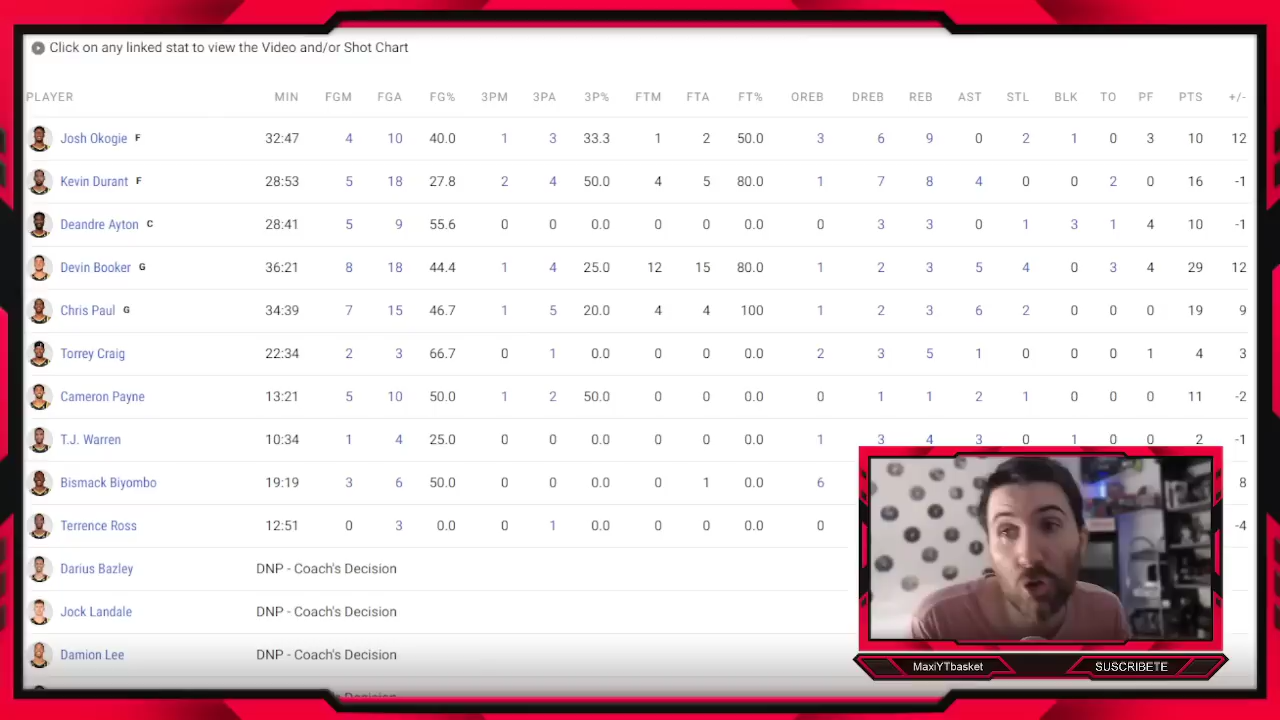 Click on any linked stat to view the Video and/or Shot Chart
PLAYER MIN FGM FGA FG% 3PM 3PA 3P% FTM FTA FT% OREB DREB REB AST STL BLK TO PF PTS +/-
Josh Okogie F 32:47 4 10 40.0 1 3 33.3 1 2 50.0 3 6 9 0 2 1 0 3 10 12
Kevin Durant F 28:53 5 18 27.8 2 4 50.0 4 5 80.0 1 7 8 4 0 0 2 0 16 -1
Deandre Ayton C 28:41 5 9 55.6 0 0 0.0 0 0 0.0 0 3 3 0 1 3 1 4 10 -1
Devin Booker G 36:21 8 18 44.4 1 4 25.0 12 15 80.0 1 2 3 5 4 0 3 4 29 12
Chris Paul G 34:39 7 15 46.7 1 5 20.0 4 4 100 1 2 3 6 2 0 0 0 19 9
Torrey Craig 22:34 2 3 66.7 0 1 0.0 0 0 0.0 2 3 5 1 0 0 0 1 4 3
Cameron Payne 13:21 5 10 50.0 1 2 50.0 0 0 0.0 0 1 1 2 1 0 0 0 11 -2
T.J. Warren 10:34 1 4 25.0 0 0 0.0 0 0 0.0 1 3 4 3 0 1 0 0 2 -1
Bismack Biyombo 19:19 3 6 50.0 0 0 0.0 0 1 0.0 6 8
Terrence Ross 12:51 0 3 0.0 0 1 0.0 0 0 0.0 0 -4
Darius Bazley DNP - Coach's Decision
Jock Landale DNP - Coach's Decision
Damion Lee DNP - Coach's Decision
MaxiYTbasket SUSCRIBETE